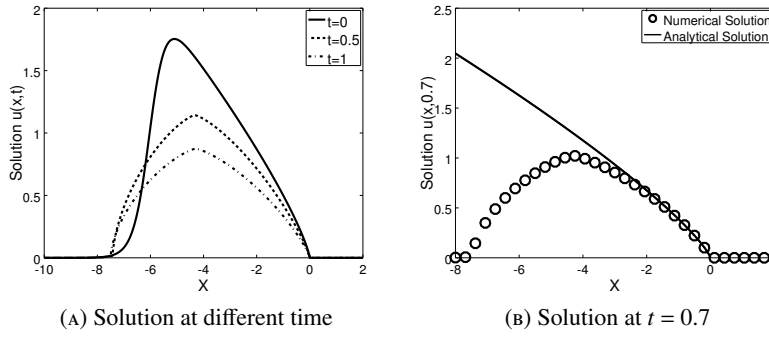 2
1.5
1
0.5
0
Solution u(x,t)
t=0
t=0.5
t=1
-10 -8 -6 -4 -2 0 2
X
(A) Solution at different time
2.5
2
1.5
1
0.5
0
Solution u(x,0.7)
Numerical Solution
Analytical Solution
-8 -6 -4 -2 0
X
(B) Solution at t = 0.7